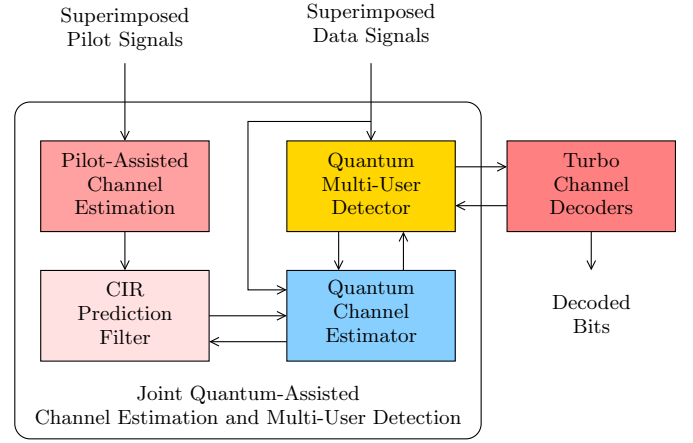 Superimposed
Pilot Signals
Superimposed
Data Signals
Pilot-Assisted
Channel
Estimation
Quantum
Multi-User
Detector
Turbo
Channel
Decoders
CIR
Prediction
Filter
Quantum
Channel
Estimator
Decoded
Bits
Joint Quantum-Assisted
Channel Estimation and Multi-User Detection